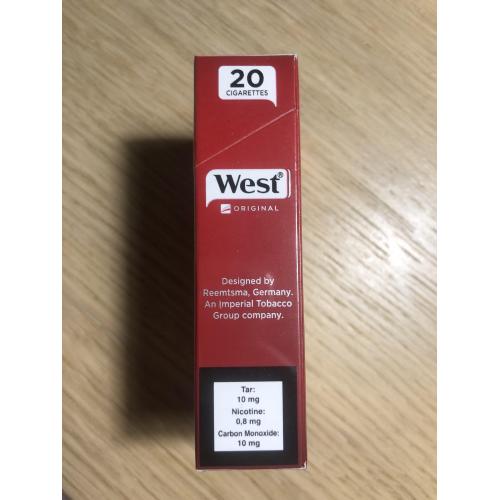 20
CIGARETTES
West®
ORIGINAL
Designed by
Reemtsma, Germany.
An Imperial Tobacco
Group company.
Tar:
10 mg
Nicotine:
0,8 mg
Carbon Monoxide:
10 mg